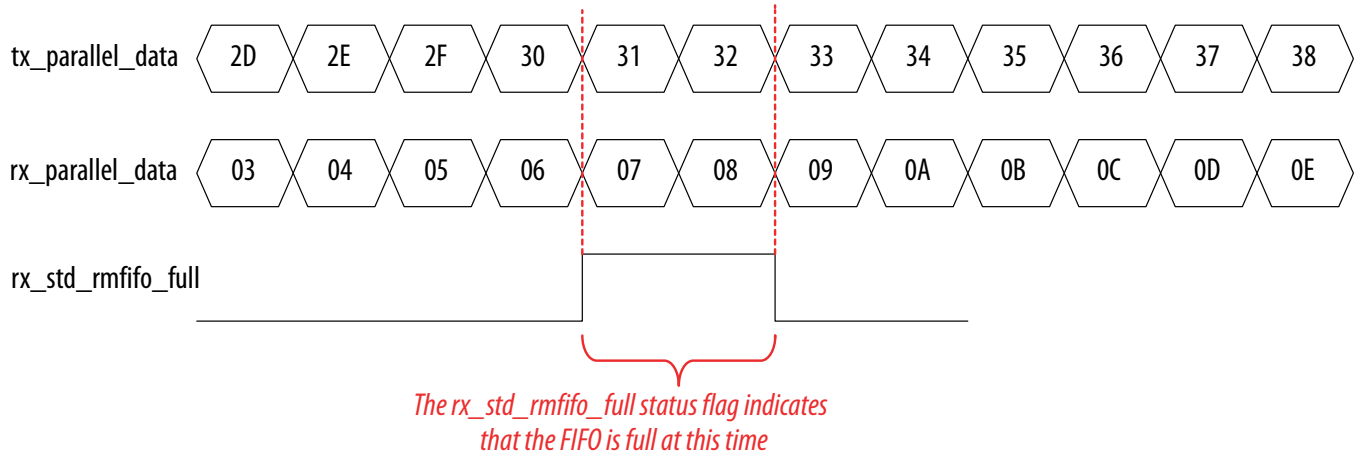 tx_parallel_data 2D 2E 2F 30 31 32 33 34 35 36 37 38
rx_parallel_data 03 04 05 06 07 08 09 0A 0B 0C 0D 0E
rx_std_rmfifo_full
The rx_std_rmfifo_full status flag indicates
that the FIFO is full at this time